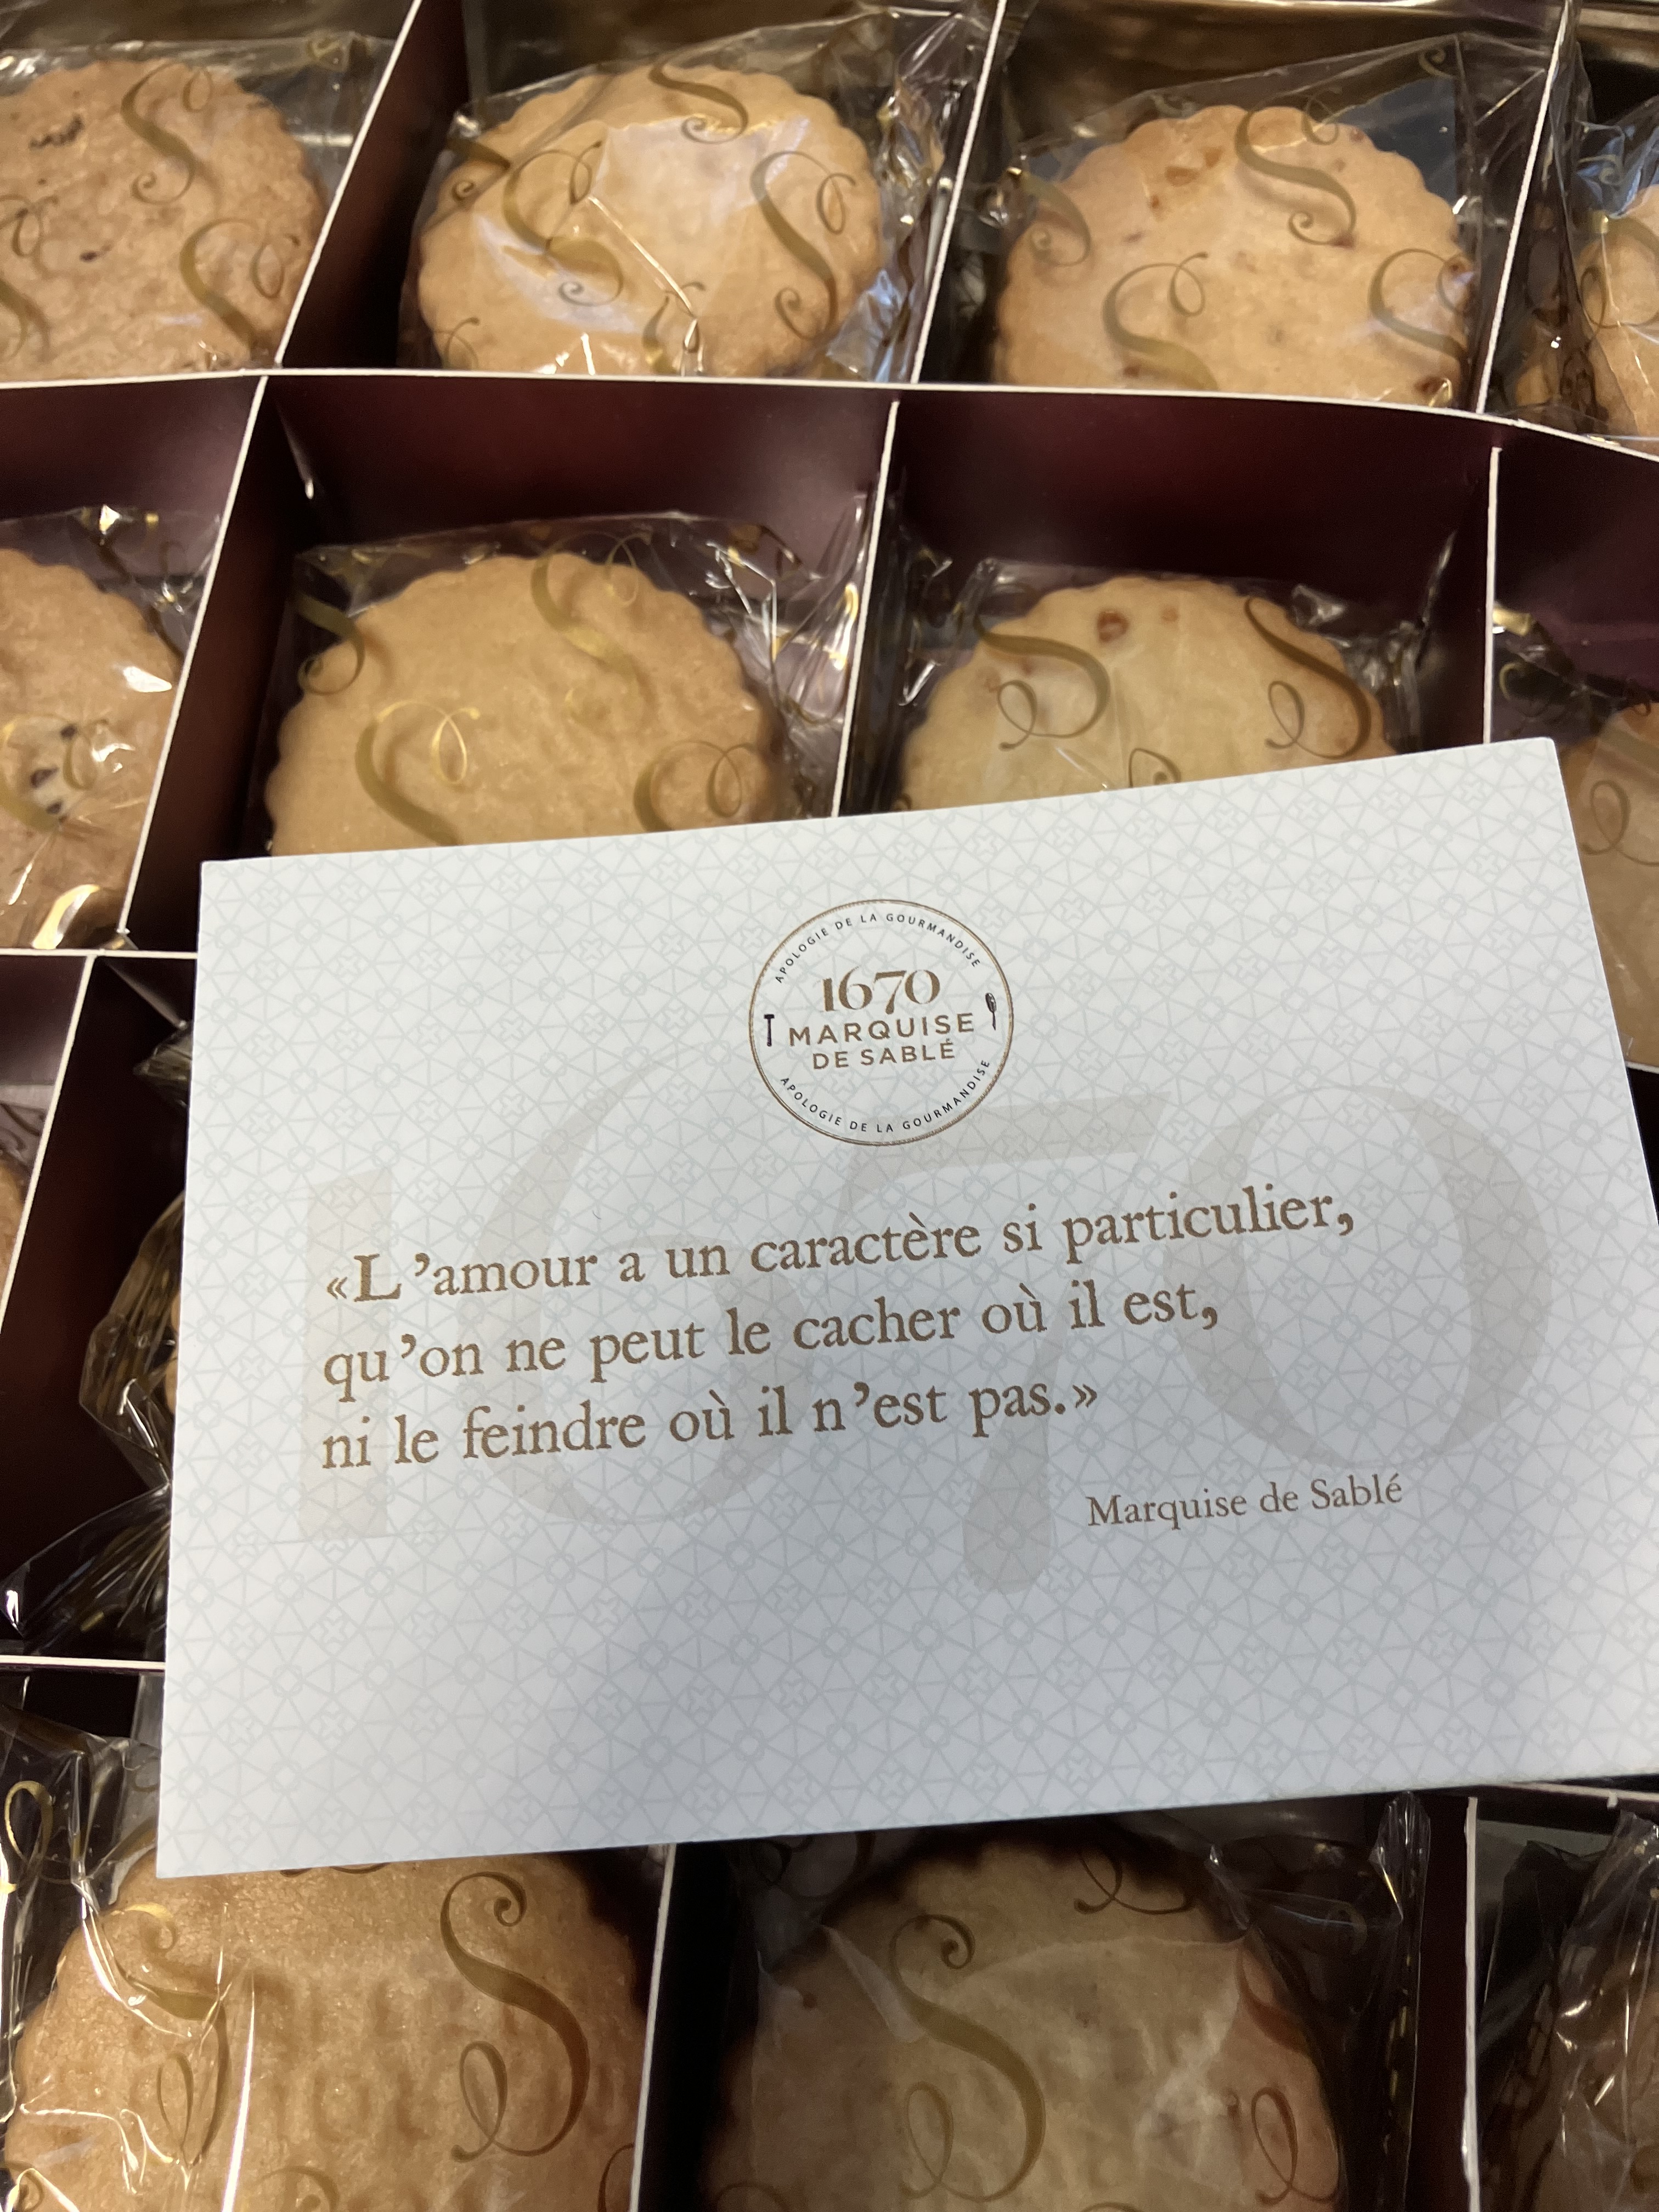 APOLOGIE DE LA GOURMANDISE
1670
MARQUISE
DE SABLÉ
APOLOGIE DE LA GOURMANDISE
1670
«L’amour a un caractère si particulier,
qu’on ne peut le cacher où il est,
ni le feindre où il n’est pas.»
Marquise de Sablé